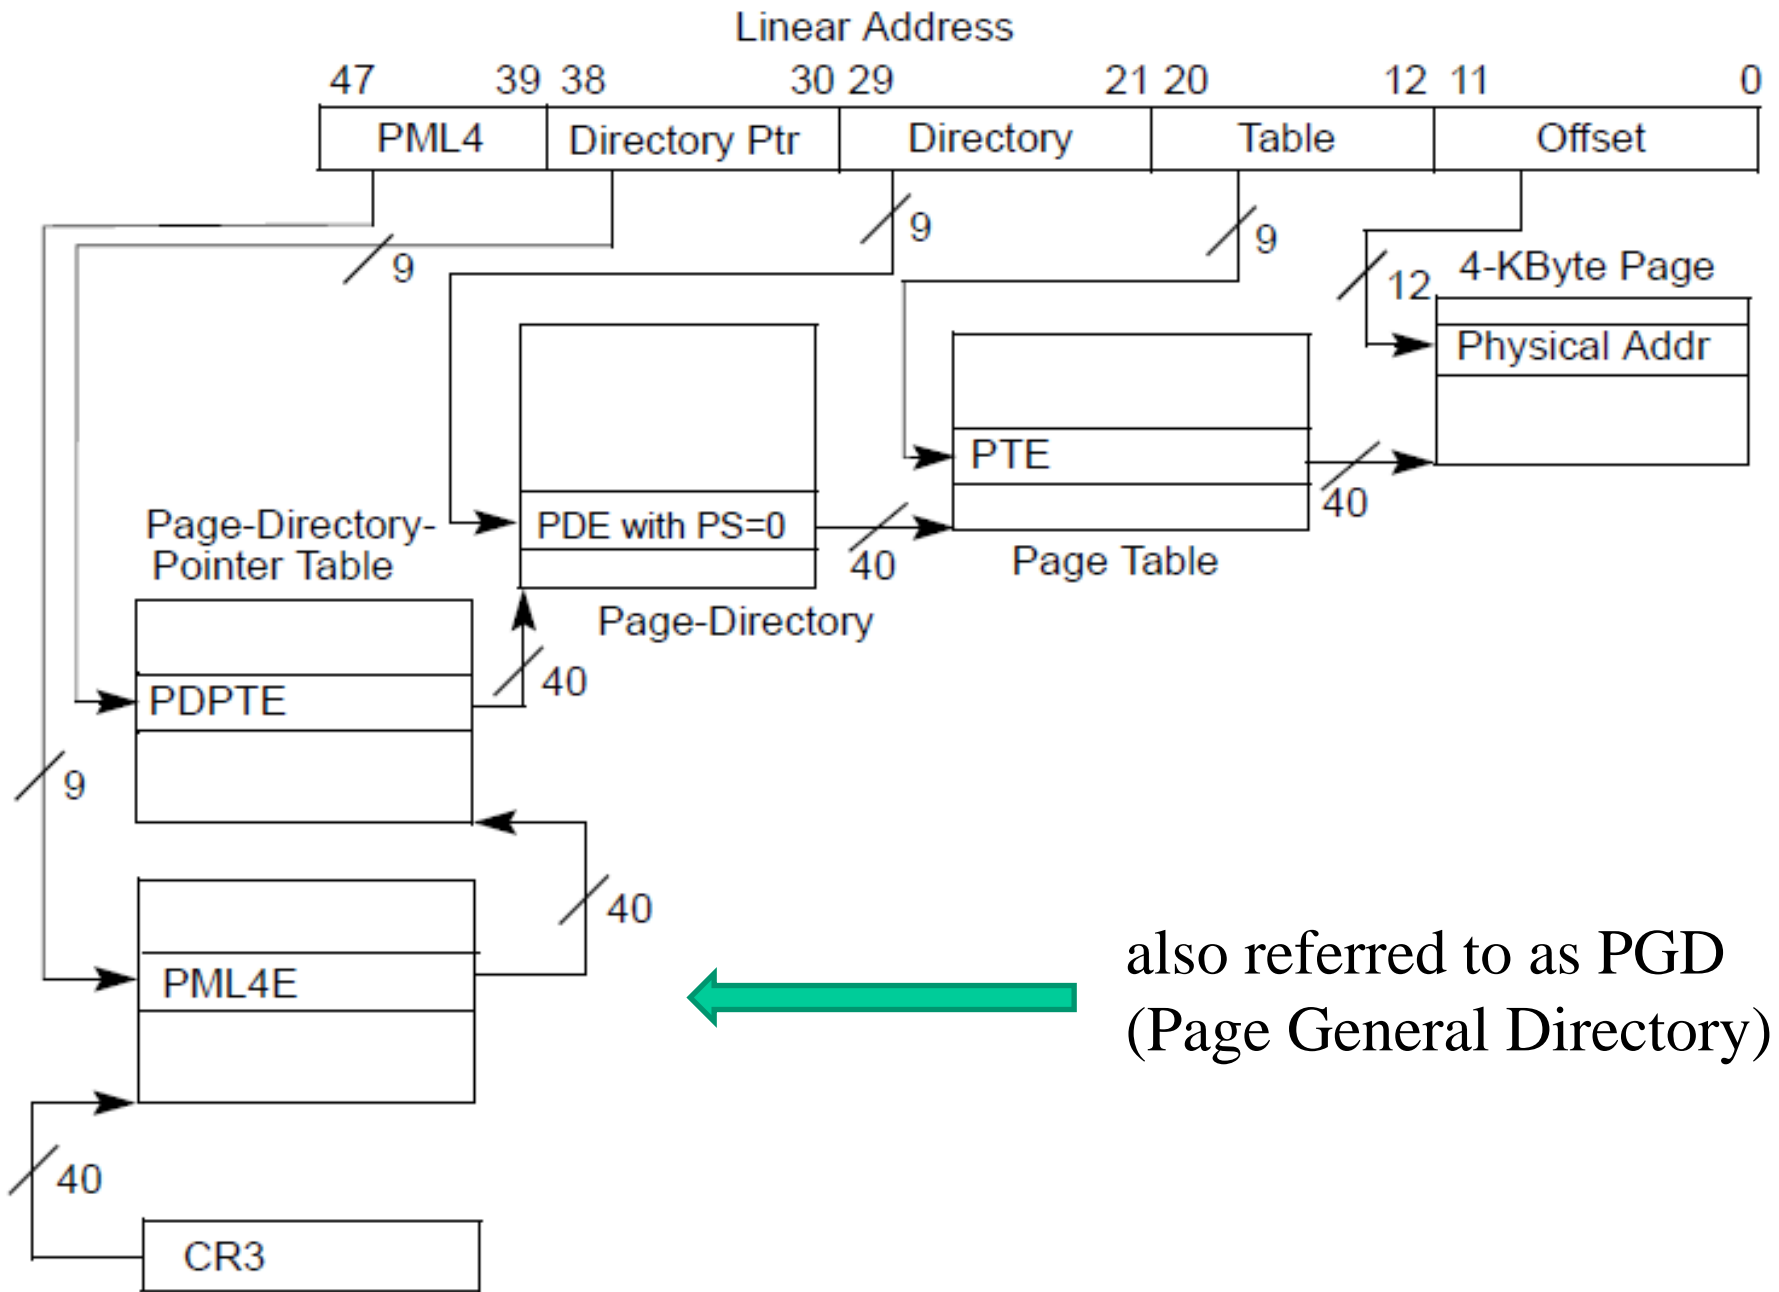 Linear Address
47 39 38 30 29 21 20 12 11 0
PML4 Directory Ptr Directory Table Offset
9
9
9
12
4-KByte Page
Physical Addr
PTE
40
Page Table
PDE with PS=0
40
Page-Directory
Page-Directory-
Pointer Table
PDPTE
40
9
PML4E
40
also referred to as PGD
(Page General Directory)
40
CR3